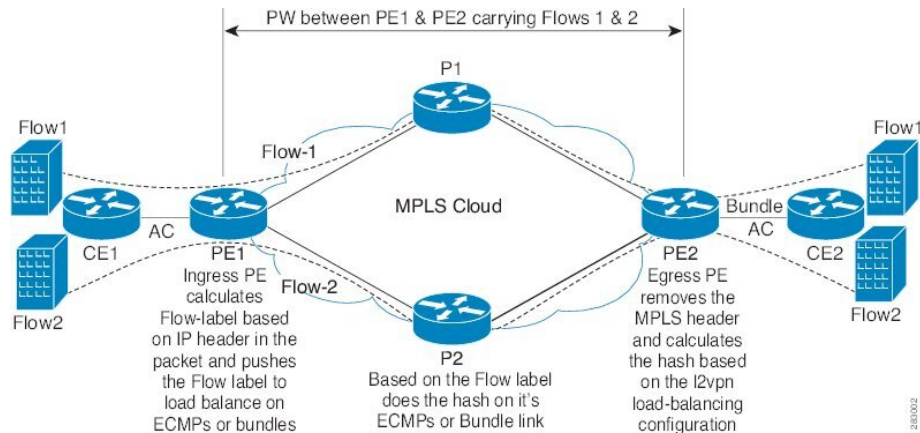 PW between PE1 & PE2 carrying Flows 1 & 2
P1
Flow1
Flow1
Flow-1
MPLS Cloud
Bundle
AC
AC
CE1
PE1
PE2
CE2
Flow2
Flow2
Flow-2
Ingress PE
calculates
Flow-label based
on IP header in the
packet and pushes
the Flow label to
load balance on
ECMPs or bundles
P2
Based on the Flow label
does the hash on it's
ECMPs or Bundle link
Egress PE
removes the
MPLS header
and calculates
the hash based
on the l2vpn
load-balancing
configuration
283002